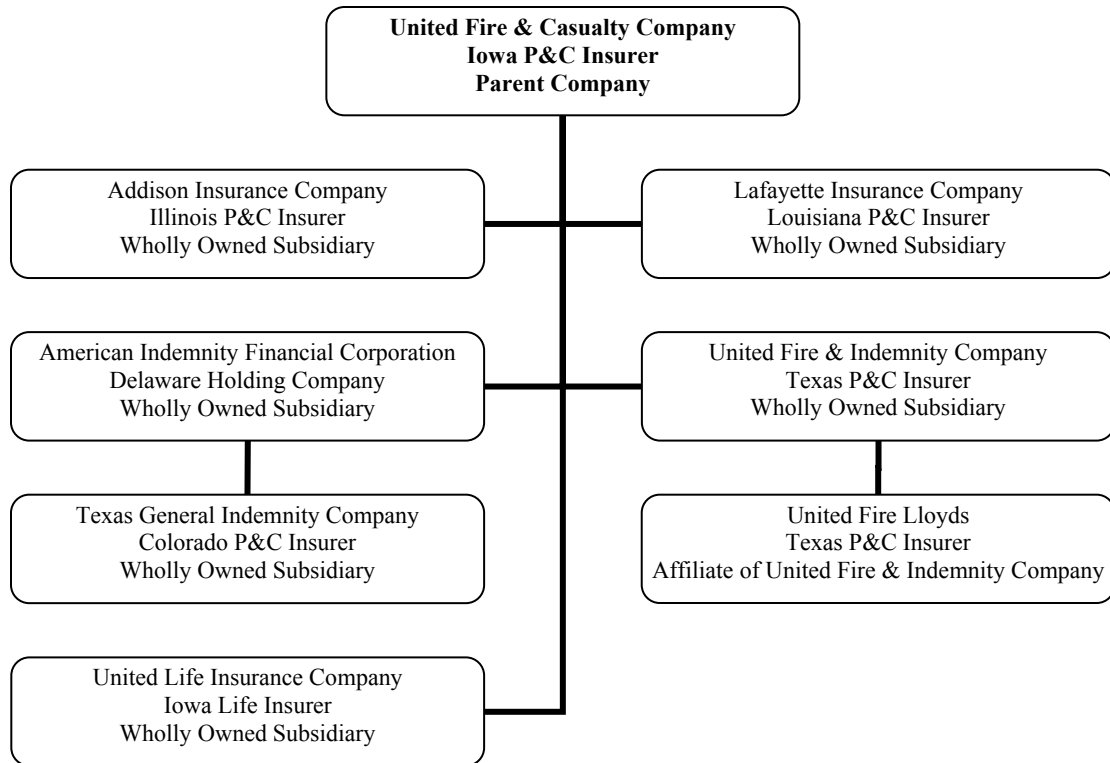 United Fire & Casualty Company
Iowa P&C Insurer
Parent Company
Addison Insurance Company
Illinois P&C Insurer
Wholly Owned Subsidiary
Lafayette Insurance Company
Louisiana P&C Insurer
Wholly Owned Subsidiary
American Indemnity Financial Corporation
Delaware Holding Company
Wholly Owned Subsidiary
United Fire & Indemnity Company
Texas P&C Insurer
Wholly Owned Subsidiary
Texas General Indemnity Company
Colorado P&C Insurer
Wholly Owned Subsidiary
United Fire Lloyds
Texas P&C Insurer
Affiliate of United Fire & Indemnity Company
United Life Insurance Company
Iowa Life Insurer
Wholly Owned Subsidiary